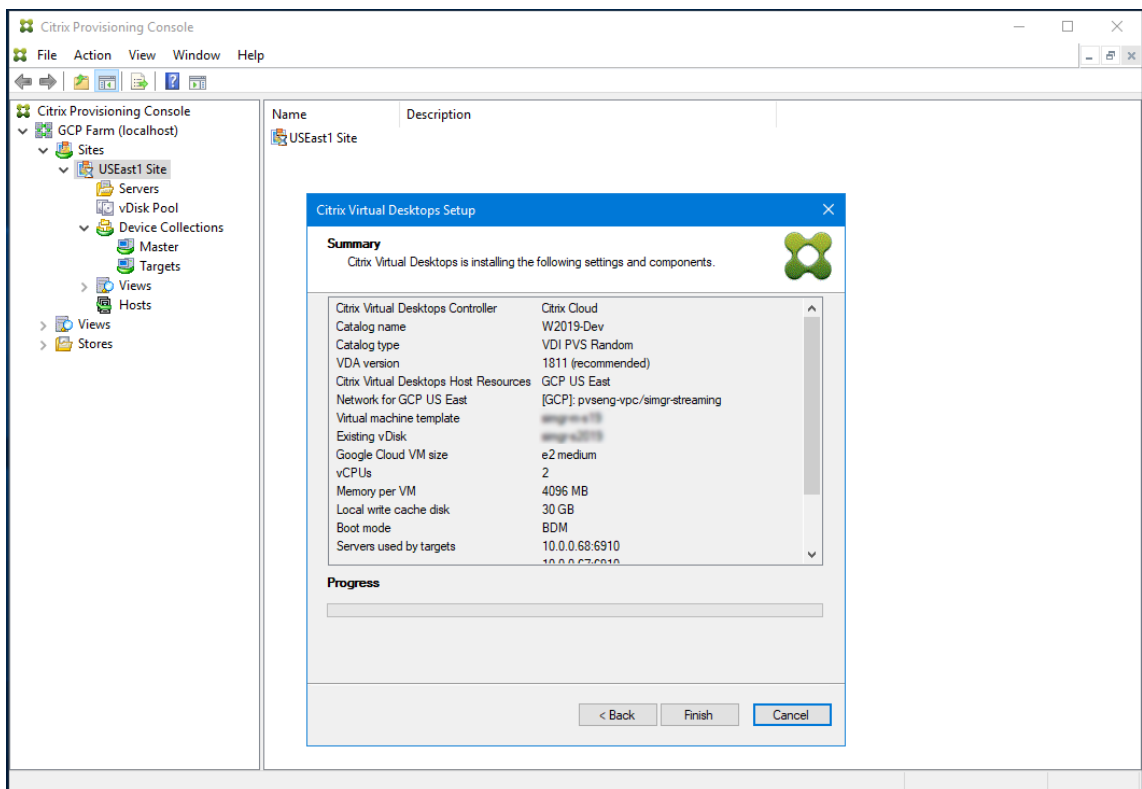 Citrix Provisioning Console
File Action View Window Help
Citrix Provisioning Console
GCP Farm (localhost)
Sites
USEast1 Site
Servers
vDisk Pool
Device Collections
Master
Targets
Views
Hosts
Views
Stores
Name Description
USEast1 Site
Citrix Virtual Desktops Setup
Summary
Citrix Virtual Desktops is installing the following settings and components.
Citrix Virtual Desktops Controller Citrix Cloud
Catalog name W2019-Dev
Catalog type VDI PVS Random
VDA version 1811 (recommended)
Citrix Virtual Desktops Host Resources GCP US East
Network for GCP US East [GCP]: pvseng-vpc/simgr-streaming
Virtual machine template
Existing vDisk
Google Cloud VM size e2 medium
vCPUs 2
Memory per VM 4096 MB
Local write cache disk 30 GB
Boot mode BDM
Servers used by targets 10.0.0.68:6910
10.0.0.67:6910
Progress
< Back Finish Cancel